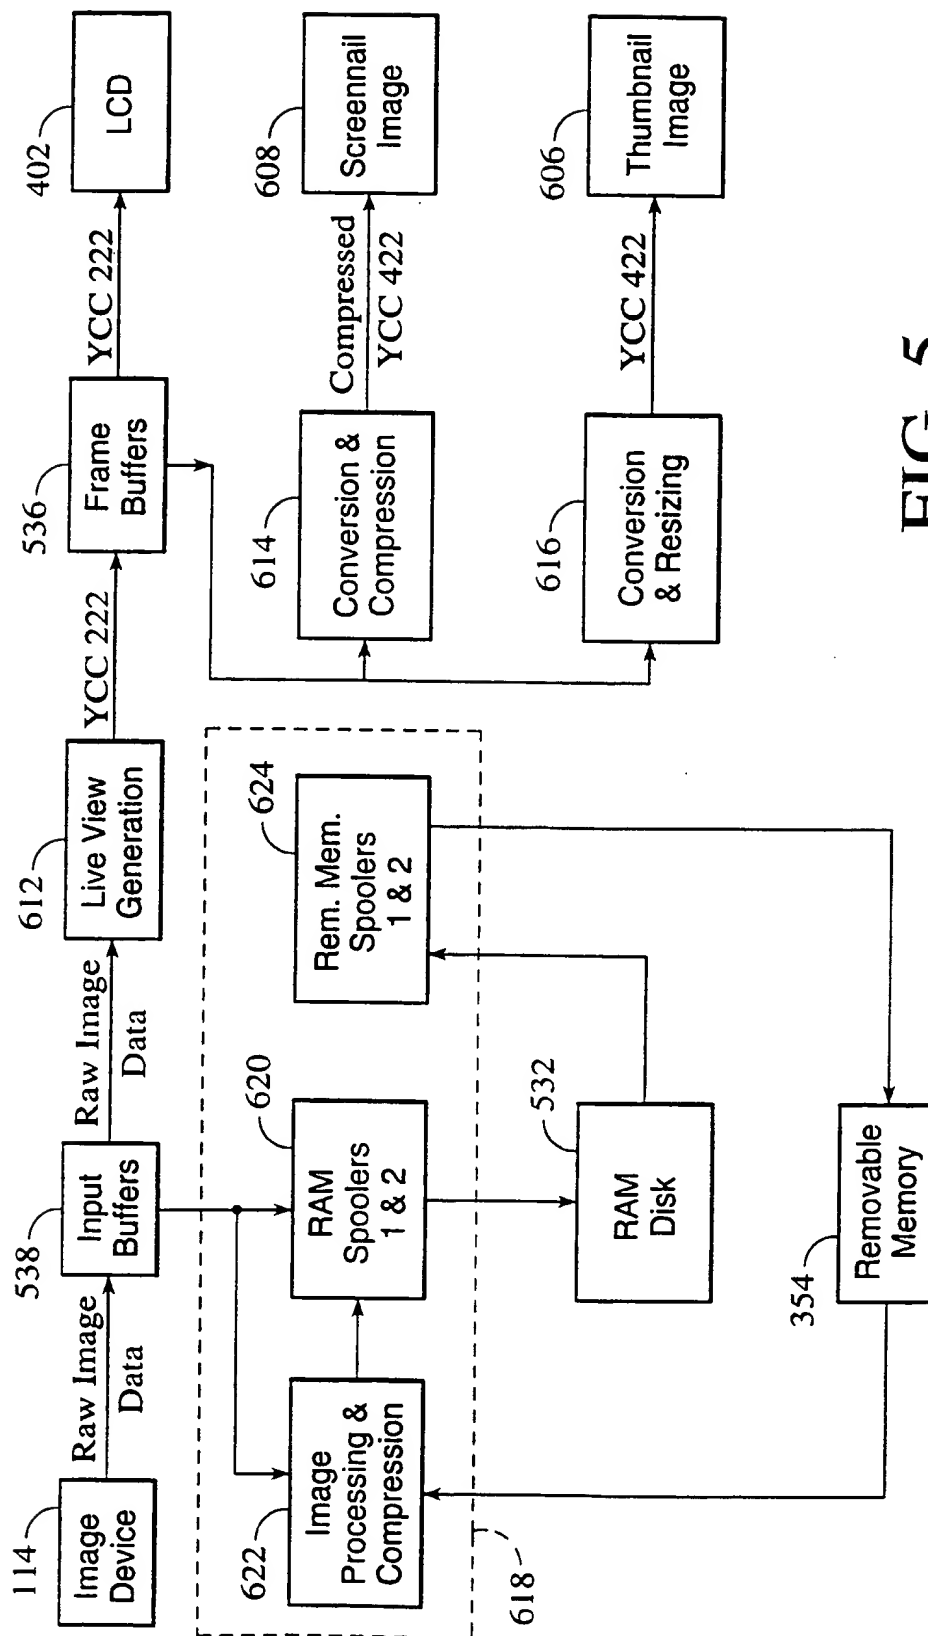 114
Image
Device
Raw Image
Data
538
Input
Buffers
Raw Image
Data
612
Live View
Generation
YCC 222
536
Frame
Buffers
YCC 222
402
LCD
622
Image
Processing &
Compression
620
RAM
Spoolers
1 & 2
624
Rem. Mem.
Spoolers
1 & 2
614
Conversion &
Compression
Compressed
YCC 422
608
Screennail
Image
618
532
RAM
Disk
616
Conversion
& Resizing
YCC 422
606
Thumbnail
Image
354
Removable
Memory
FIG. 5